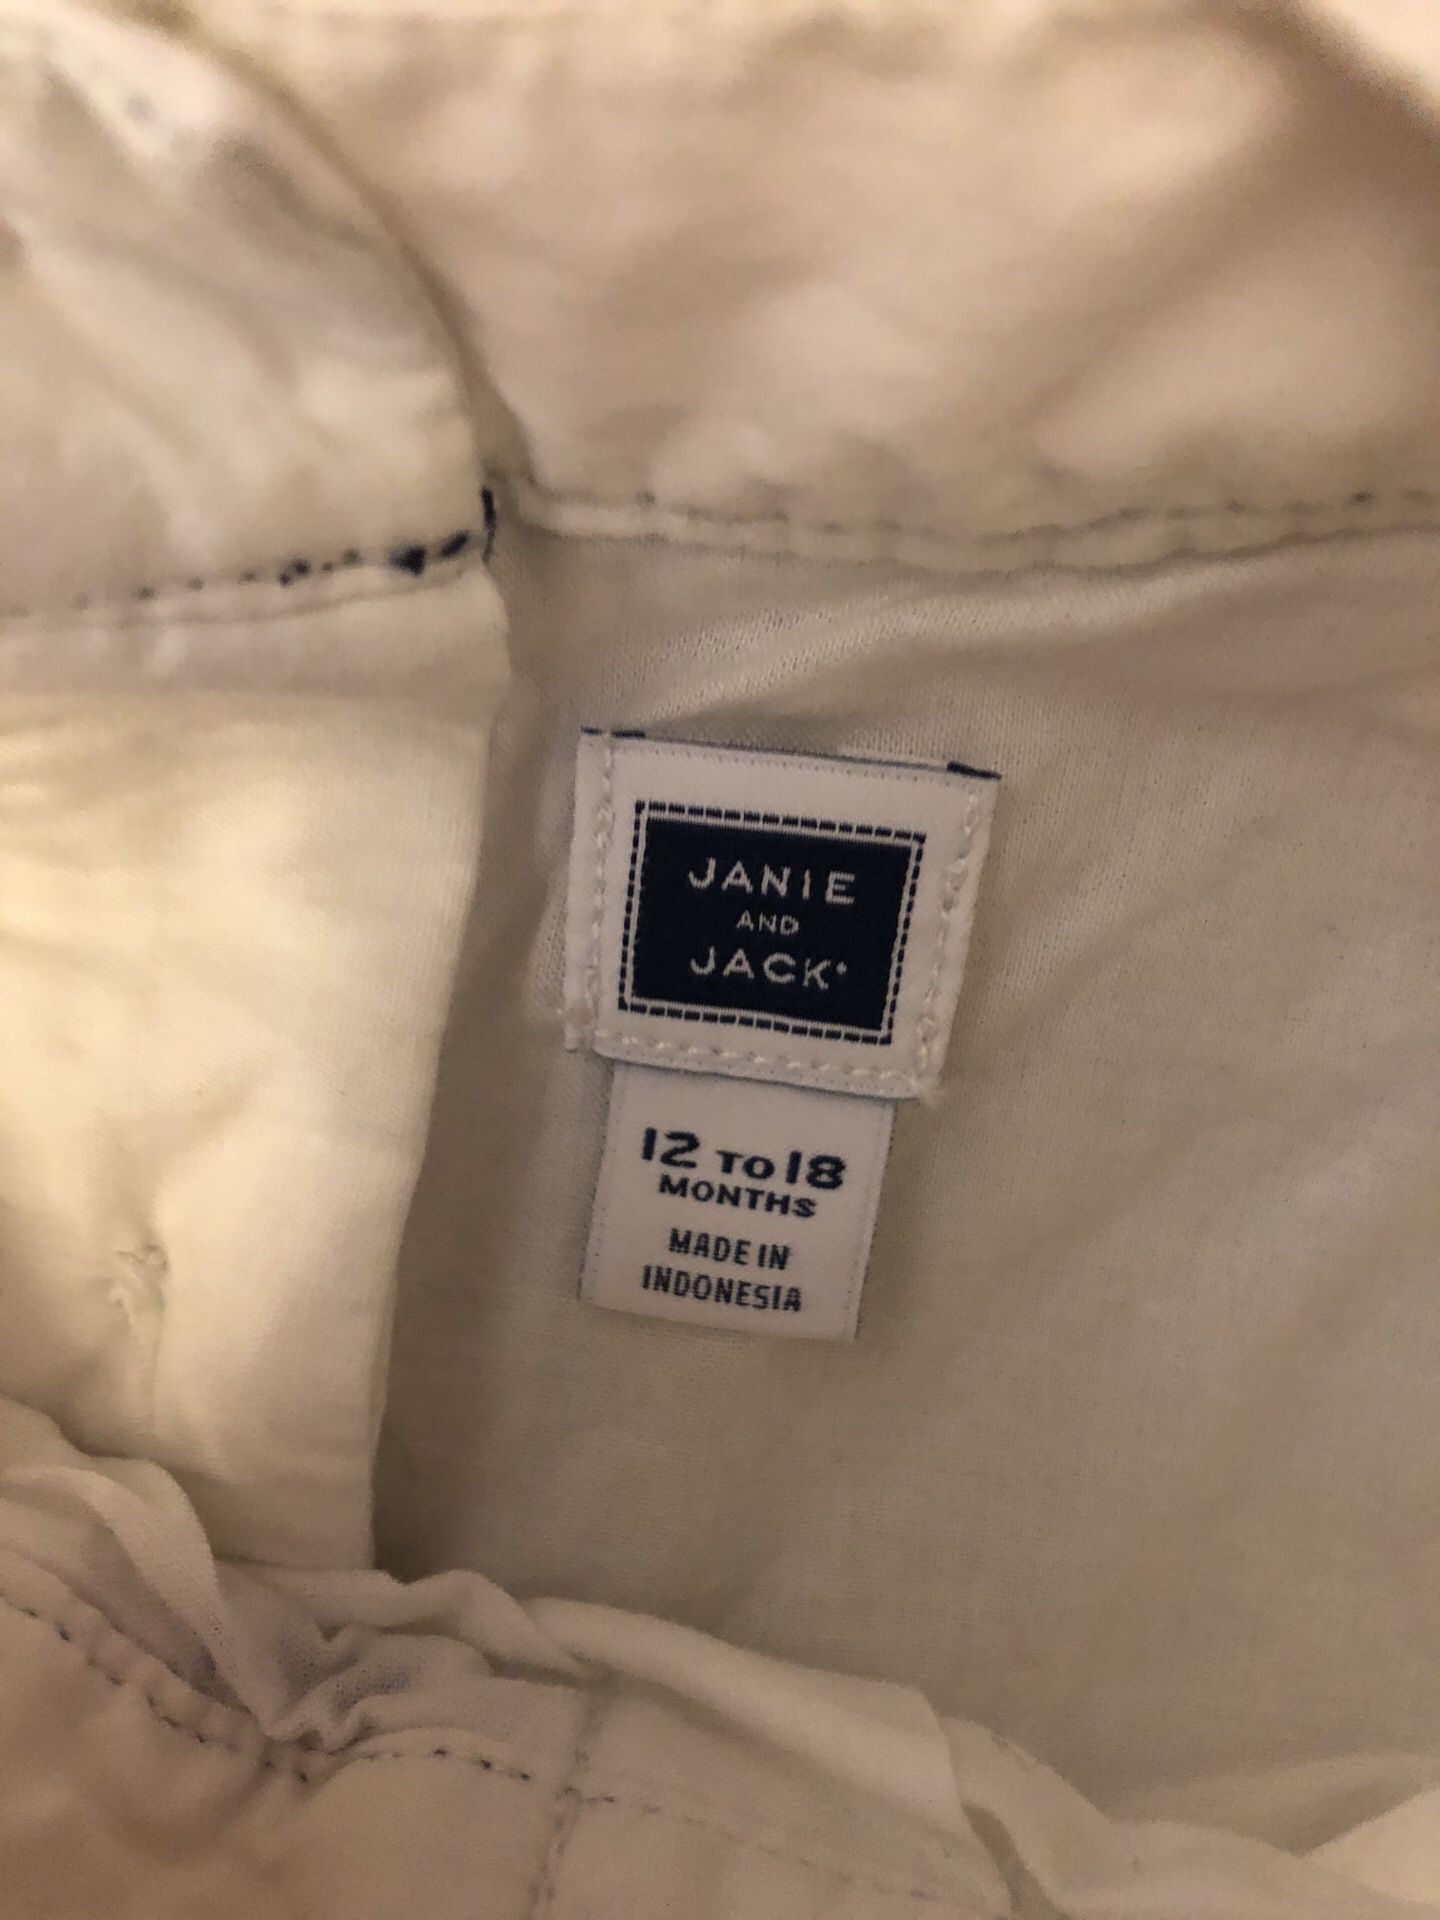 JANIE
AND
JACK
12 TO 18
MONTHS
MADE IN
INDONESIA